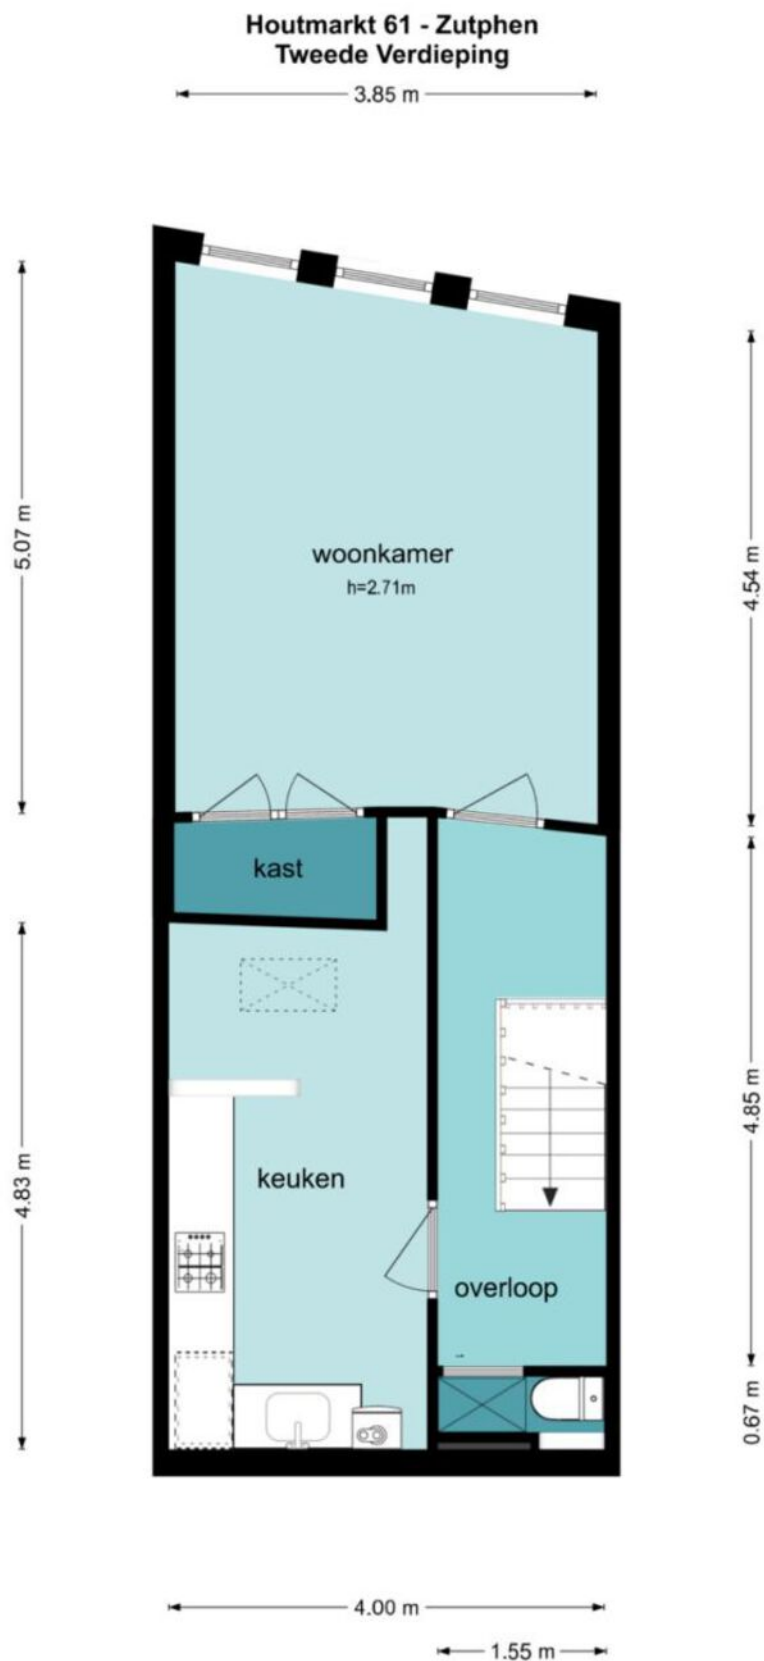 Houtmarkt 61 - Zutphen
Tweede Verdieping
3.85 m
5.07 m
4.54 m
woonkamer
h=2.71m
kast
4.83 m
4.85 m
keuken
overloop
0.67 m
4.00 m
1.55 m